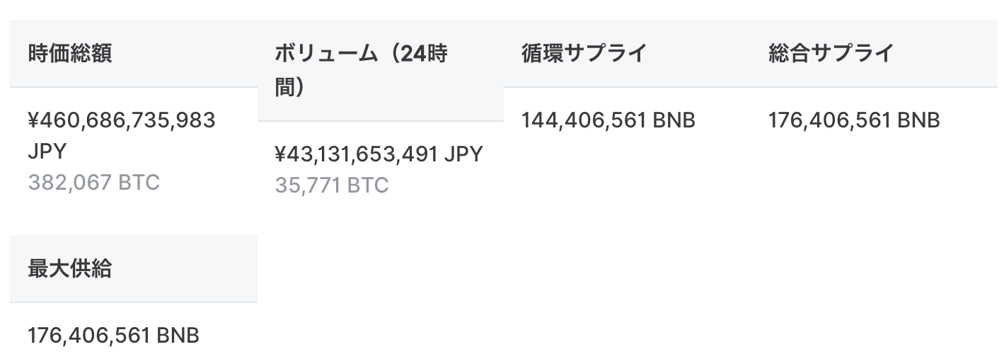 時価総額
¥460,686,735,983
JPY
382,067 BTC
ボリューム（24時
間）
¥43,131,653,491 JPY
35,771 BTC
循環サプライ
144,406,561 BNB
総合サプライ
176,406,561 BNB
最大供給
176,406,561 BNB